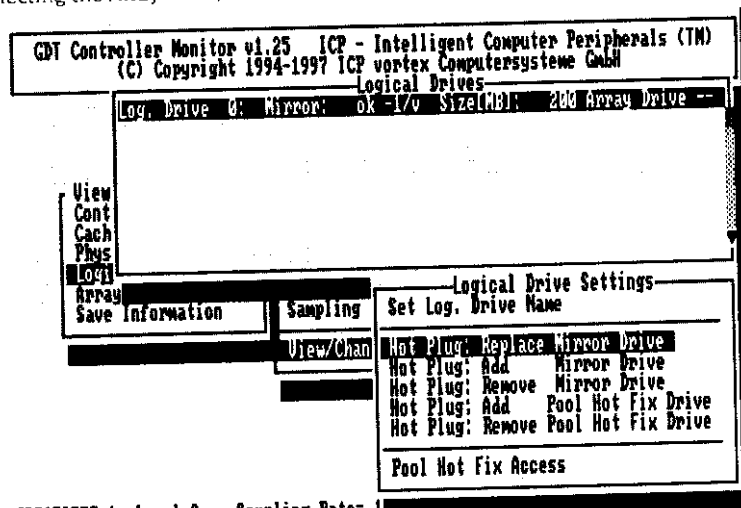 GDT Controller Monitor v1.25 ICP - Intelligent Computer Peripherals (TM)
(C) Copyright 1994-1997 ICP vortex Computersysteme GmbH
Logical Drives
Log. Drive 0: Mirror: ok -i/v Size[MB]: 200 Array Drive --
View
Cont
Cach
Phys
Logi
Array
Save Information
Sampling
View/Chan
Logical Drive Settings
Set Log. Drive Name
Hot Plug: Replace Mirror Drive
Hot Plug: Add Mirror Drive
Hot Plug: Remove Mirror Drive
Hot Plug: Add Pool Hot Fix Drive
Hot Plug: Remove Pool Hot Fix Drive
Pool Hot Fix Access
Sampling Rate: